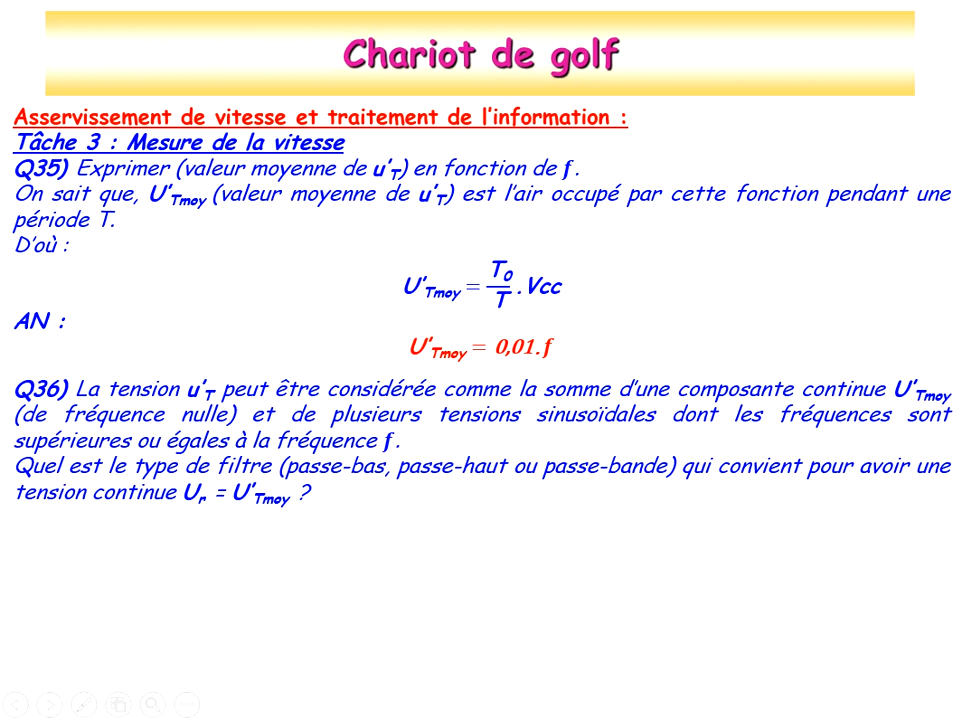 Chariot de golf
Asservissement de vitesse et traitement de l'information :
Tâche 3 : Mesure de la vitesse
Q35) Exprimer (valeur moyenne de u'T) en fonction de f.
On sait que, U'Tmoy (valeur moyenne de u'T) est l'air occupé par cette fonction pendant une
période T.
D'où :
U'Tmoy = T0/T .Vcc
AN :
U'Tmoy = 0,01.f
Q36) La tension u'T peut être considérée comme la somme d'une composante continue U'Tmoy
(de fréquence nulle) et de plusieurs tensions sinusoïdales dont les fréquences sont
supérieures ou égales à la fréquence f.
Quel est le type de filtre (passe-bas, passe-haut ou passe-bande) qui convient pour avoir une
tension continue Ur = U'Tmoy ?